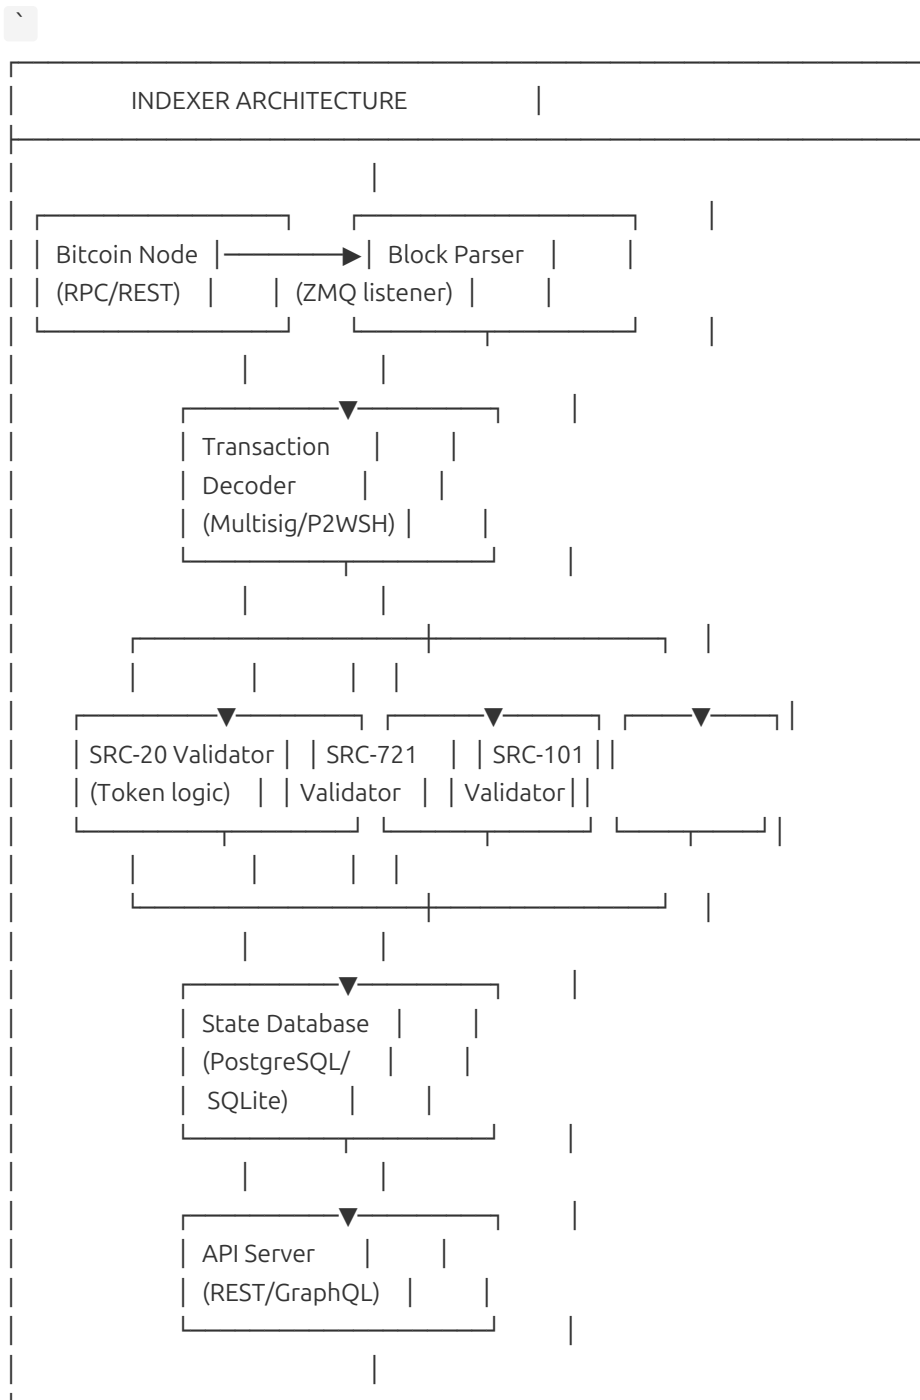 `
INDEXER ARCHITECTURE
Bitcoin Node Block Parser
(RPC/REST) (ZMQ listener)
Transaction
Decoder
(Multisig/P2WSH)
SRC-20 Validator SRC-721 SRC-101
(Token logic) Validator Validator
State Database
(PostgreSQL/
SQLite)
API Server
(REST/GraphQL)